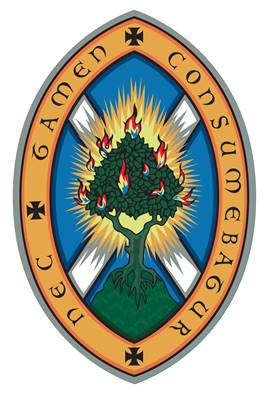 NEC ✠ TAMEN ✠ CONSUMEBATUR ✠